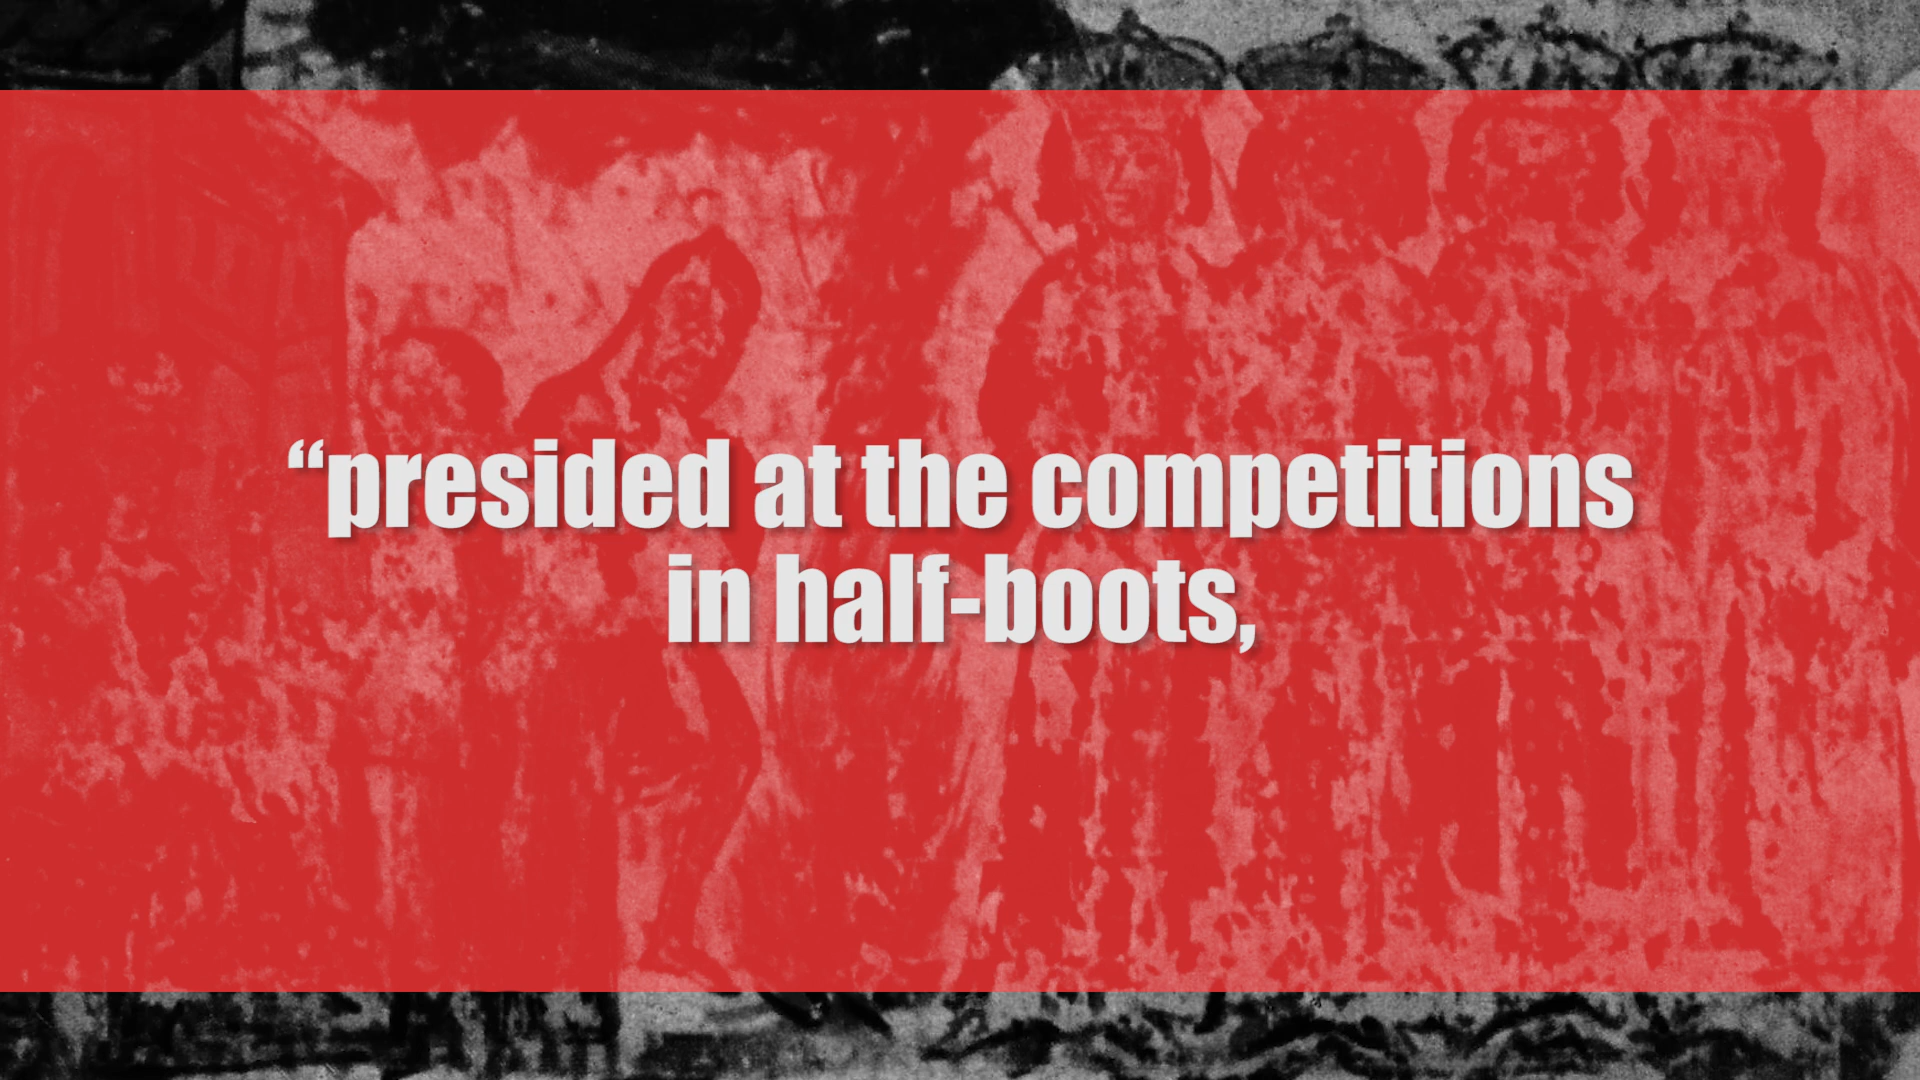 “presided at the competitions
in half-boots,